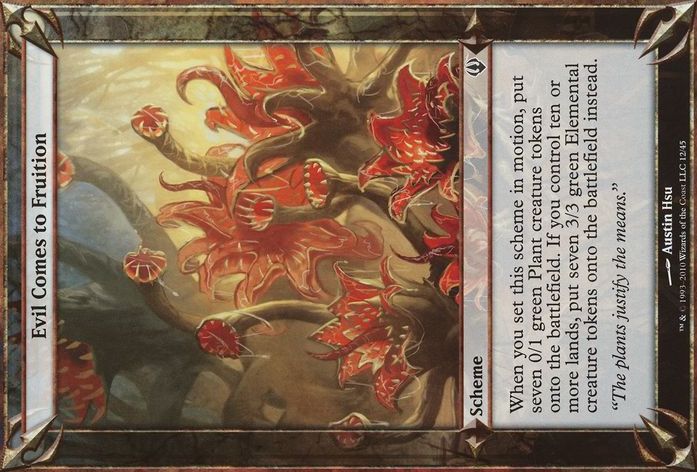 Evil Comes to Fruition
Scheme
When you set this scheme in motion, put
seven 0/1 green Plant creature tokens
onto the battlefield. If you control ten or
more lands, put seven 3/3 green Elemental
creature tokens onto the battlefield instead.
“The plants justify the means.”
Austin Hsu
™ & © 1993–2010 Wizards of the Coast LLC 12/45